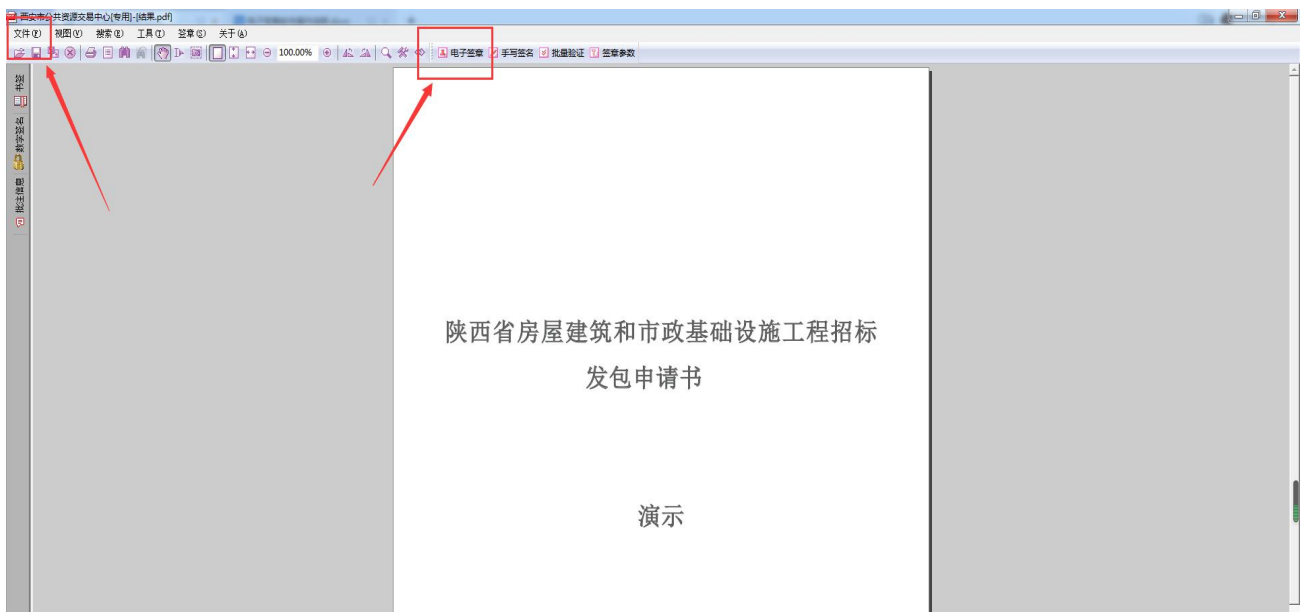 西安市公共资源交易中心[专用]-[结果.pdf]
文件(F) 视图(V) 搜索(E) 工具(T) 签章(S) 关于(A)
100.00% 电子签章 手写签名 批量验证 签章参数
书签
数字签名
批注信息
陕西省房屋建筑和市政基础设施工程招标
发包申请书
演示